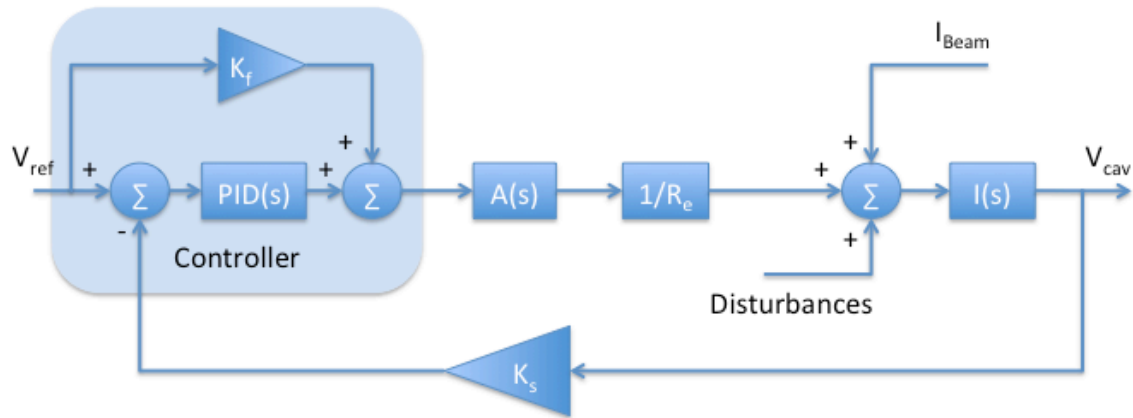 I_Beam
K_f
+
V_ref
+
Σ
PID(s)
+
Σ
A(s)
1/R_e
+
+
Σ
I(s)
V_cav
-
+
Controller
Disturbances
K_s